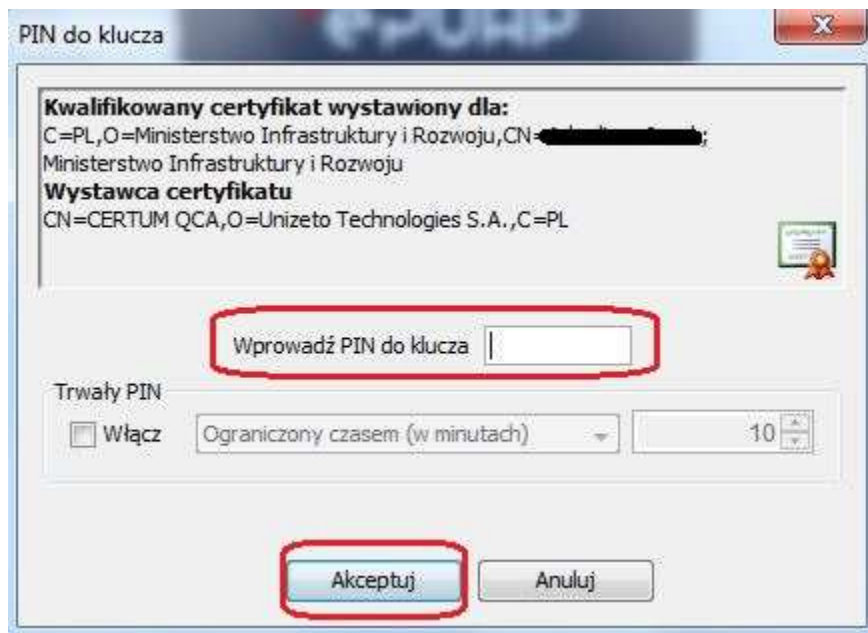 PIN do klucza
ePUAP
Kwalifikowany certyfikat wystawiony dla:
C=PL,O=Ministerstwo Infrastruktury i Rozwoju,CN= ;
Ministerstwo Infrastruktury i Rozwoju
Wystawca certyfikatu
CN=CERTUM QCA,O=Unizeto Technologies S.A.,C=PL
Wprowadź PIN do klucza
Trwały PIN
Włącz Ograniczony czasem (w minutach) 10
Akceptuj Anuluj